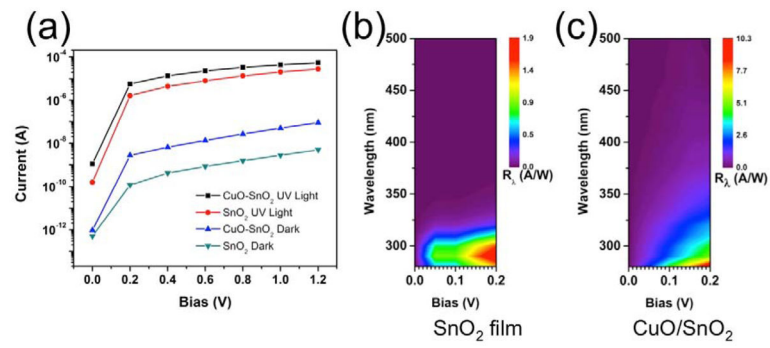 (a)
10⁻⁴
10⁻⁶
10⁻⁸
10⁻¹⁰
10⁻¹²
Current (A)
CuO-SnO₂ UV Light
SnO₂ UV Light
CuO-SnO₂ Dark
SnO₂ Dark
0.0 0.2 0.4 0.6 0.8 1.0 1.2
Bias (V)
(b)
500
450
400
350
300
Wavelength (nm)
0.0 0.1 0.2
Bias (V)
1.9
1.4
0.9
0.5
0.0
R_λ (A/W)
SnO₂ film
(c)
500
450
400
350
300
Wavelength (nm)
0.0 0.1 0.2
Bias (V)
10.3
7.7
5.1
2.6
0.0
R_λ (A/W)
CuO/SnO₂